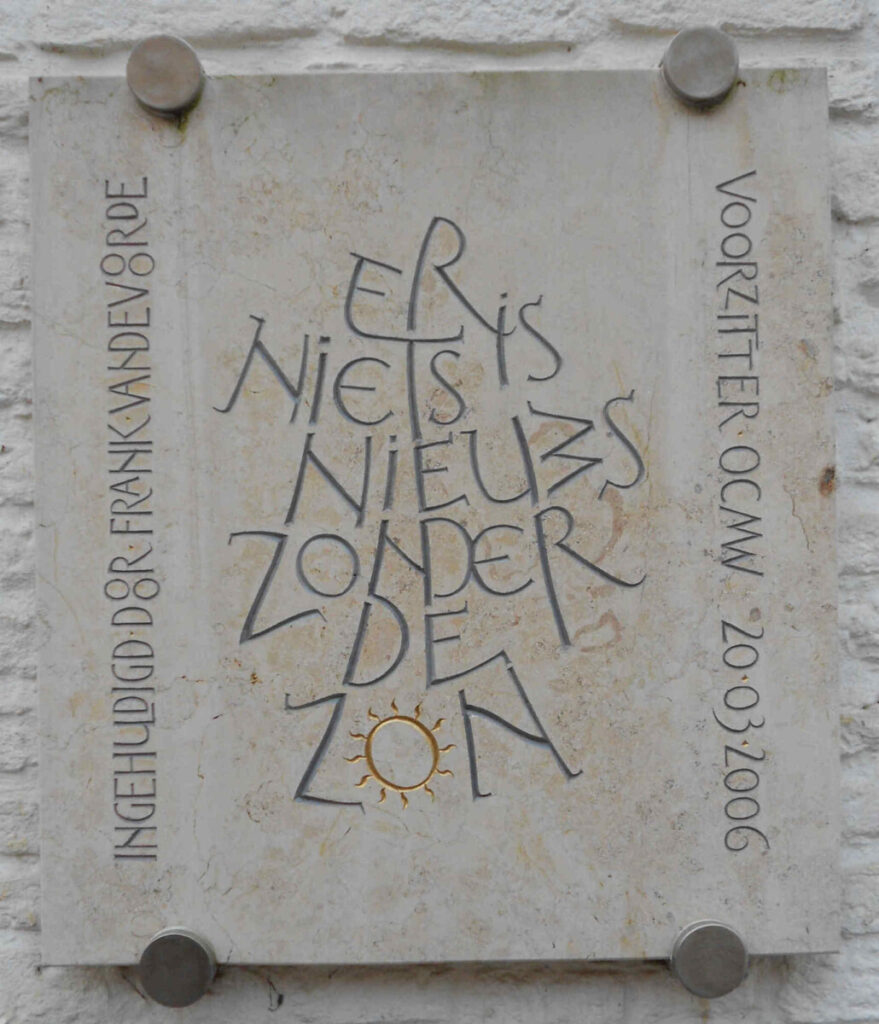 INGEHULDIGD·DOOR·FRANK·VANDEVOORDE
ER IS
NIETS
NIEUWS
ZONDER
DE
ZON
VOORZITTER OCMW 20·03·2006